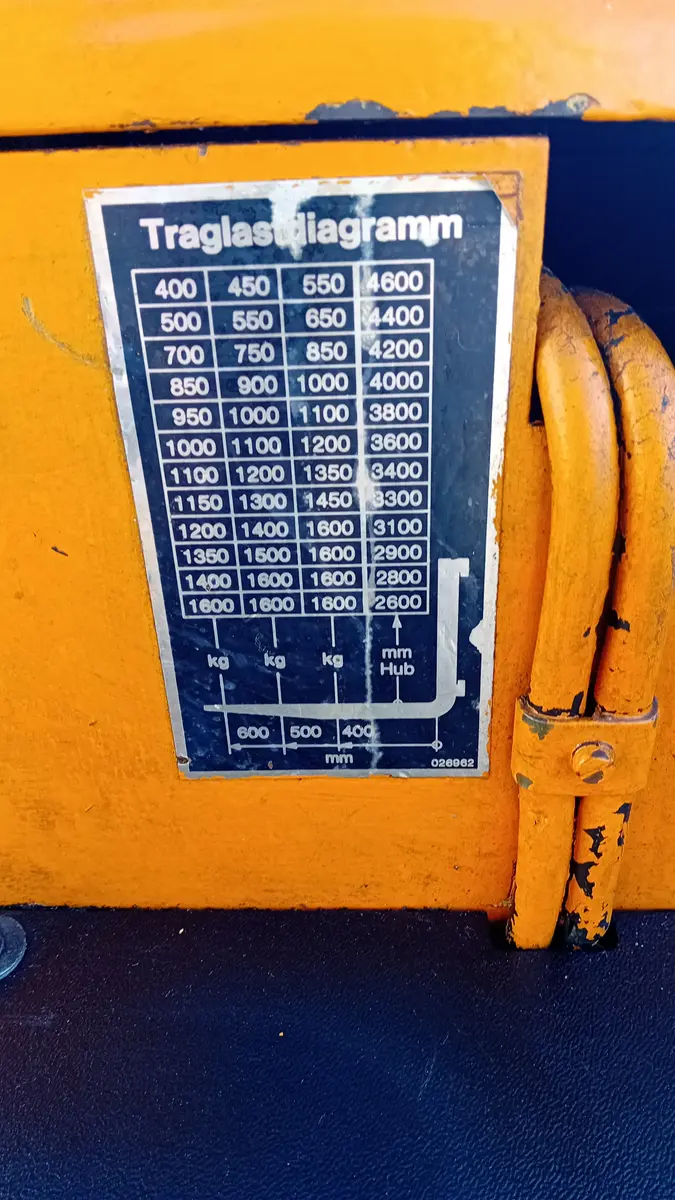 Traglastdiagramm
400 450 550 4600
500 550 650 4400
700 750 850 4200
850 900 1000 4000
950 1000 1100 3800
1000 1100 1200 3600
1100 1200 1350 3400
1150 1300 1450 3300
1200 1400 1600 3100
1350 1500 1600 2900
1400 1600 1600 2800
1600 1600 1600 2600
kg kg kg mm
Hub
600 500 400
mm
026962